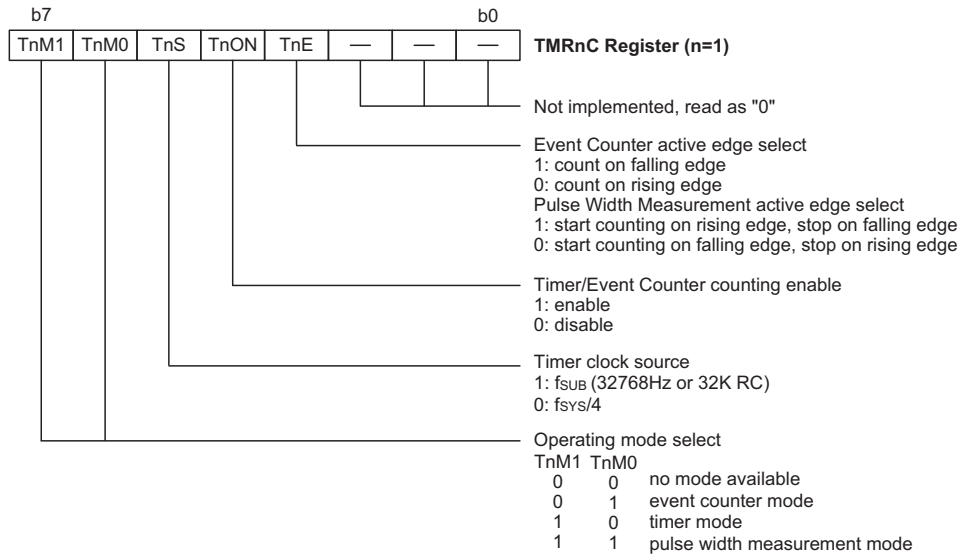 b7 b0
TnM1 TnM0 TnS TnON TnE — — — TMRnC Register (n=1)
Not implemented, read as "0"
Event Counter active edge select
1: count on falling edge
0: count on rising edge
Pulse Width Measurement active edge select
1: start counting on rising edge, stop on falling edge
0: start counting on falling edge, stop on rising edge
Timer/Event Counter counting enable
1: enable
0: disable
Timer clock source
1: fSUB (32768Hz or 32K RC)
0: fSYS/4
Operating mode select
TnM1 TnM0
0 0 no mode available
0 1 event counter mode
1 0 timer mode
1 1 pulse width measurement mode